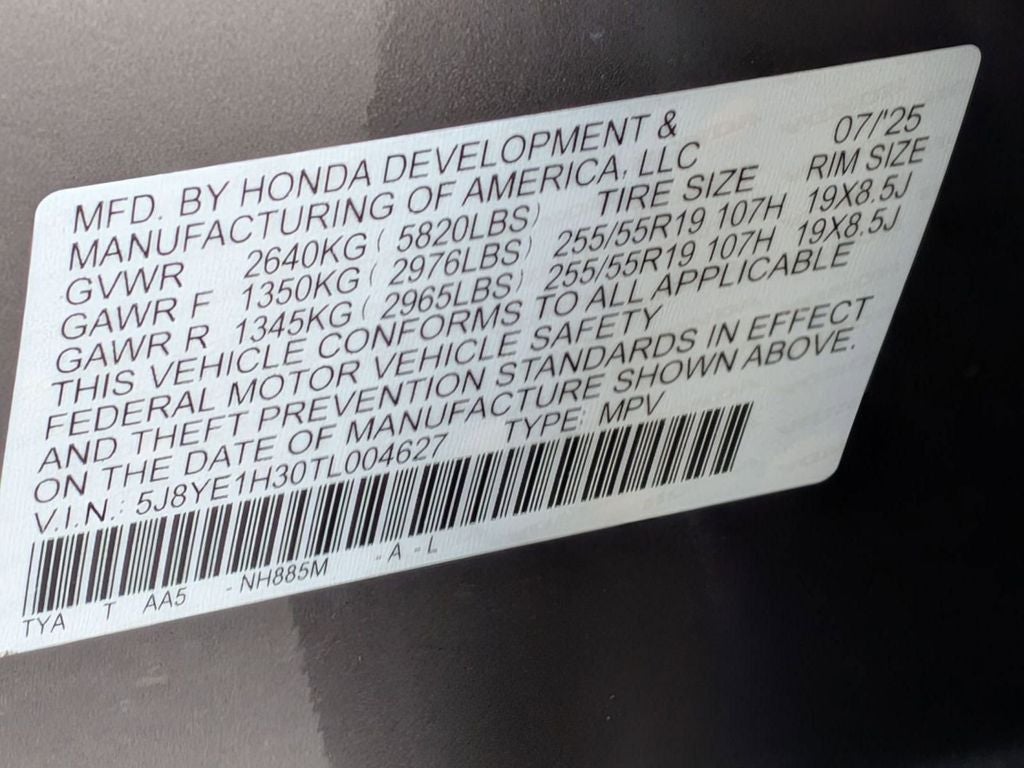 MFD. BY HONDA DEVELOPMENT & 07/'25
MANUFACTURING OF AMERICA, LLC
TIRE SIZE RIM SIZE
GVWR 2640KG ( 5820LBS)
GAWR F 1350KG ( 2976LBS) 255/55R19 107H 19X8.5J
GAWR R 1345KG ( 2965LBS) 255/55R19 107H 19X8.5J
THIS VEHICLE CONFORMS TO ALL APPLICABLE
FEDERAL MOTOR VEHICLE SAFETY
AND THEFT PREVENTION STANDARDS IN EFFECT
ON THE DATE OF MANUFACTURE SHOWN ABOVE.
V.I.N.: 5J8YE1H30TL004627 TYPE: MPV
TYA T AA5 -NH885M -A -L